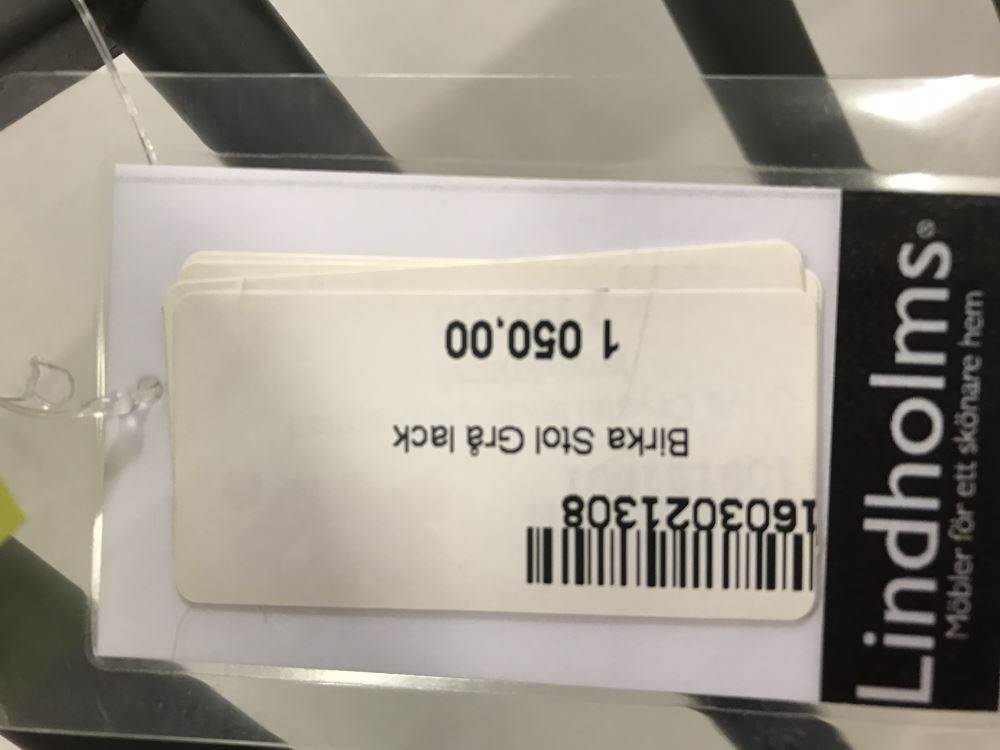 Lindholms®
Möbler för ett skönare hem
1603021308
Birka Stol Grå lack
1 050,00